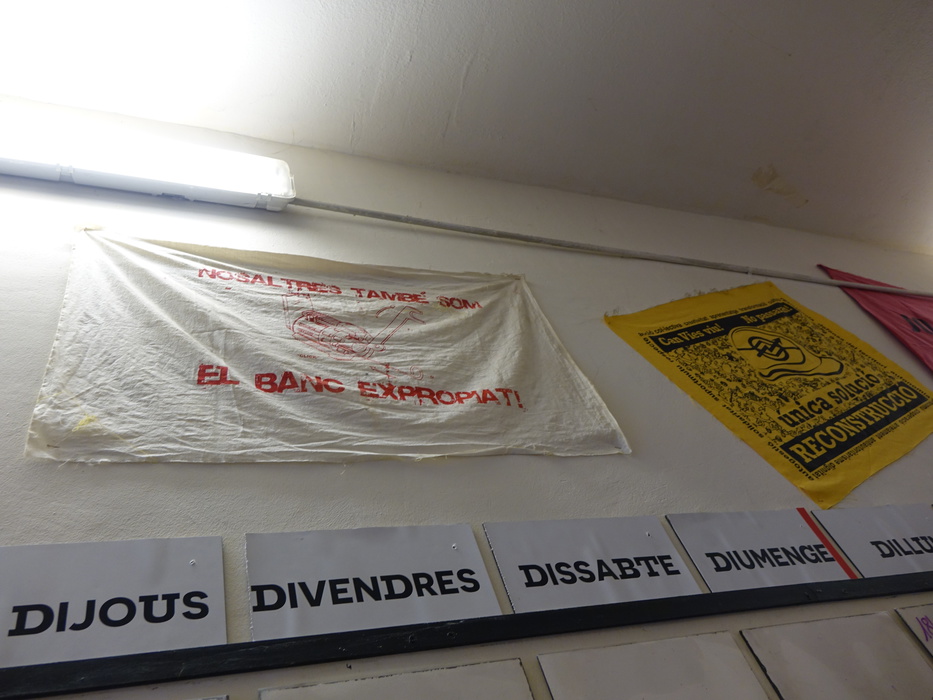 NOSALTRES TAMBÉ SOM
EL BANC EXPROPIAT!
Can Vies viu! No passaran
única solució
RECONSTRUCCIÓ
DIJOUS
DIVENDRES
DISSABTE
DIUMENGE